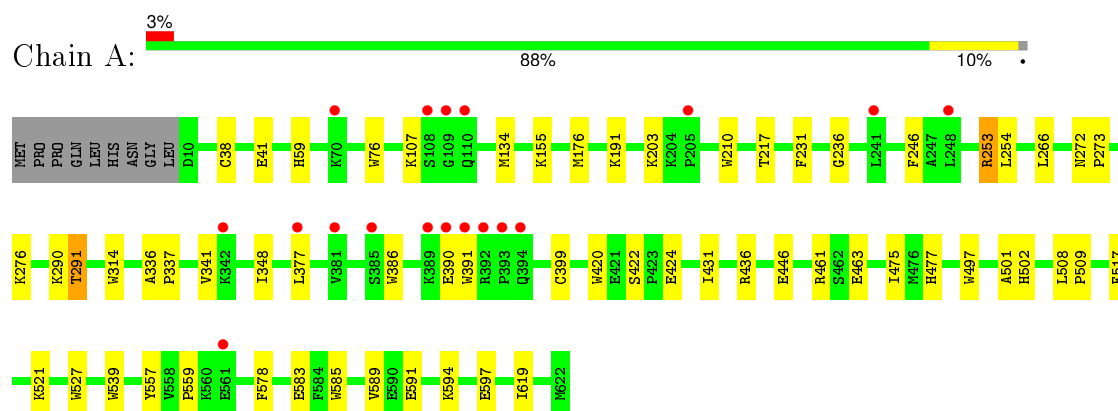 3%
Chain A:
88%
10%
MET PRO PRO GLN LEU HIS ASN GLY LEU D10 C38 E41 H59 K70 W76 K107 S108 G109 Q110 M134 K155 M176 K191 K203 K204 P205 W210 T217 F231 G236 L241 F246 A247 L248 R253 L254 L266 N272 P273
K276 K290 T291 W314 A336 P337 V341 K342 I348 L377 V381 S385 W386 K389 E390 W391 R392 P393 Q394 C399 W420 E421 S422 P423 E424 I431 R436 E446 R461 S462 E463 I475 M476 H477 W497 A501 H502 L508 P509 E517
K521 W527 W539 Y557 V558 P559 K560 E561 F578 E583 F584 W585 V589 E590 E591 K594 E597 I619 M622